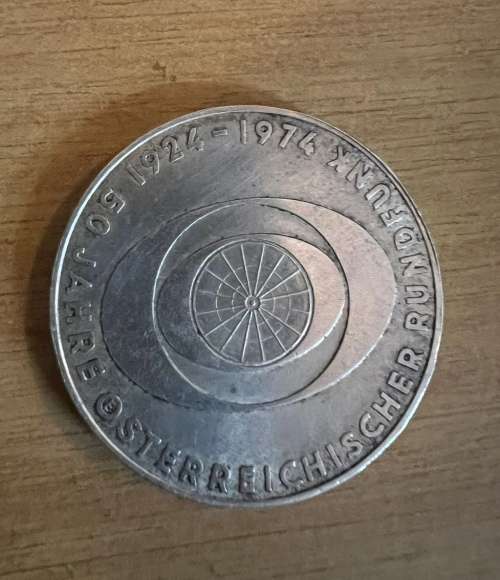 50 JAHRE ÖSTERREICHISCHER RUNDFUNK
1924-1974